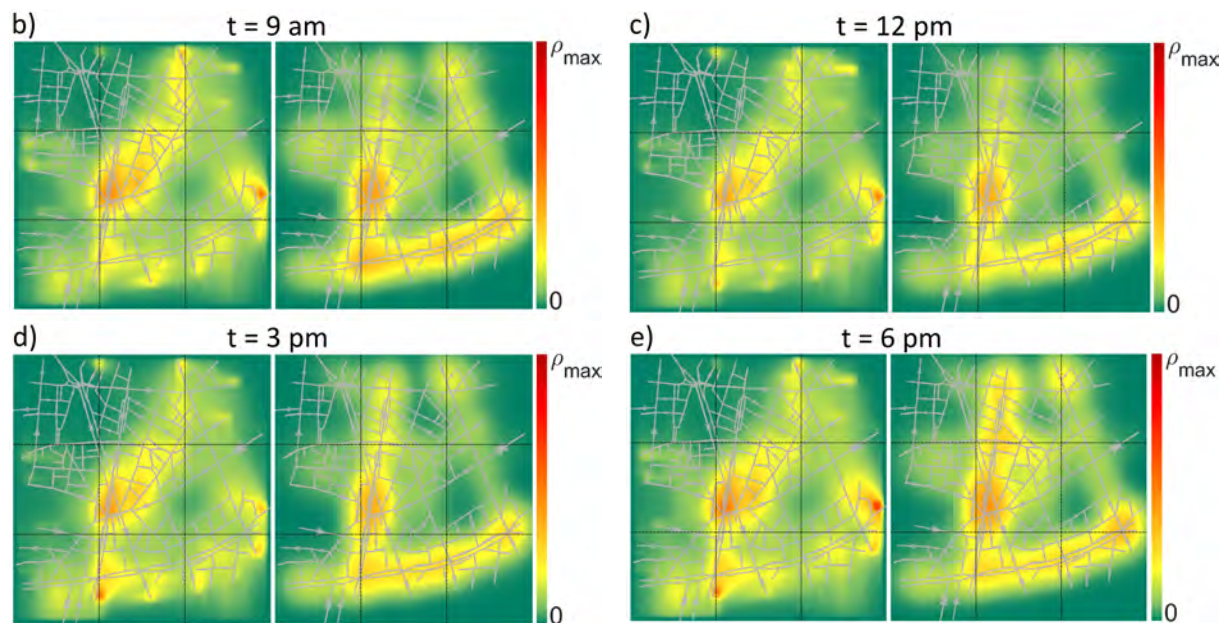 b) t = 9 am
ρmax
0
c) t = 12 pm
ρmax
0
d) t = 3 pm
ρmax
0
e) t = 6 pm
ρmax
0